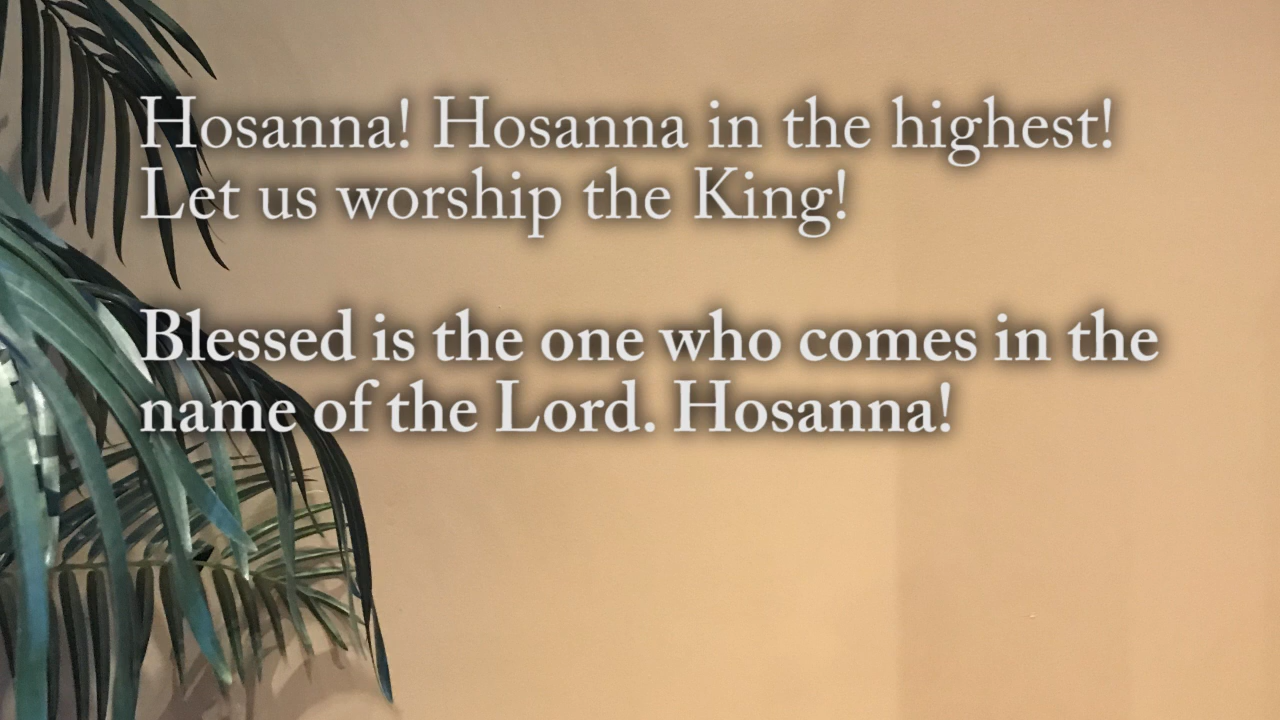 Hosanna! Hosanna in the highest!
Let us worship the King!
Blessed is the one who comes in the
name of the Lord. Hosanna!